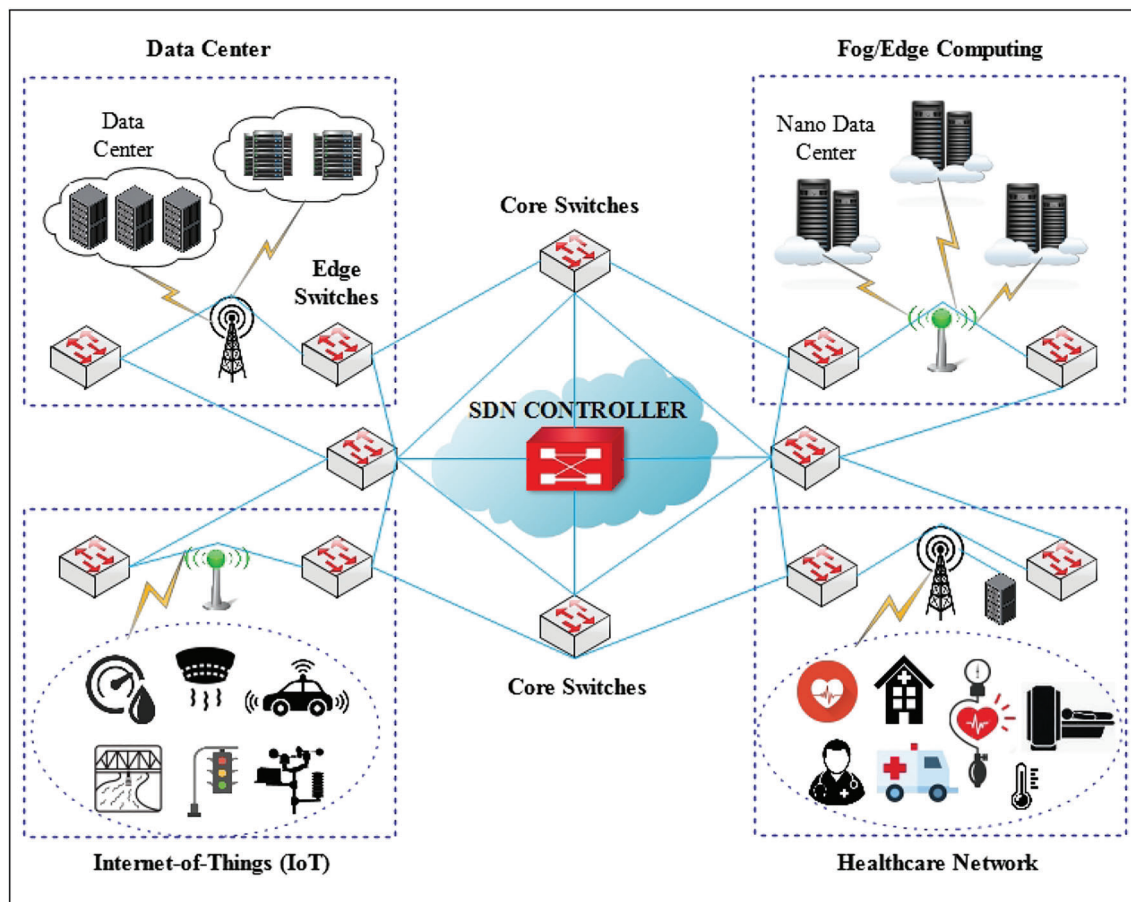 Data Center
Fog/Edge Computing
Data
Center
Nano Data
Center
Core Switches
Edge
Switches
SDN CONTROLLER
Core Switches
Internet-of-Things (IoT)
Healthcare Network